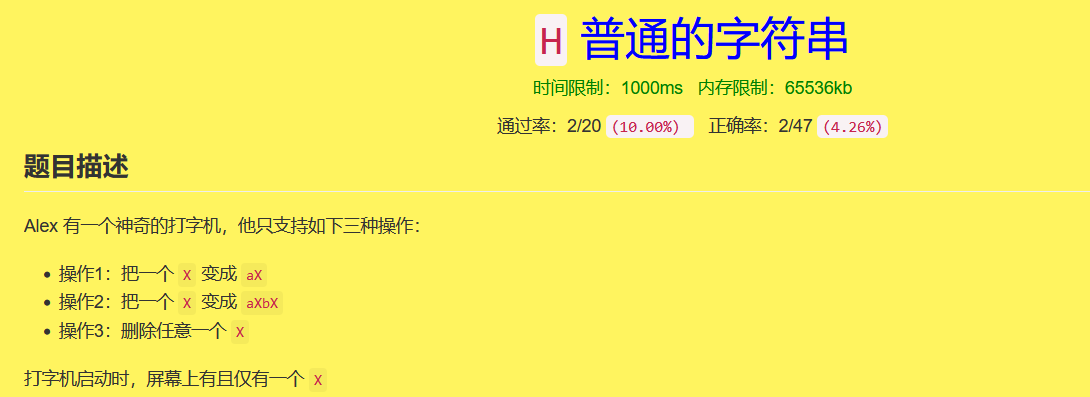 H 普通的字符串
时间限制：1000ms 内存限制：65536kb
通过率：2/20 (10.00%) 正确率：2/47 (4.26%)
题目描述
Alex 有一个神奇的打字机，他只支持如下三种操作：
• 操作1：把一个 X 变成 aX
• 操作2：把一个 X 变成 aXbX
• 操作3：删除任意一个 X
打字机启动时，屏幕上有且仅有一个 X